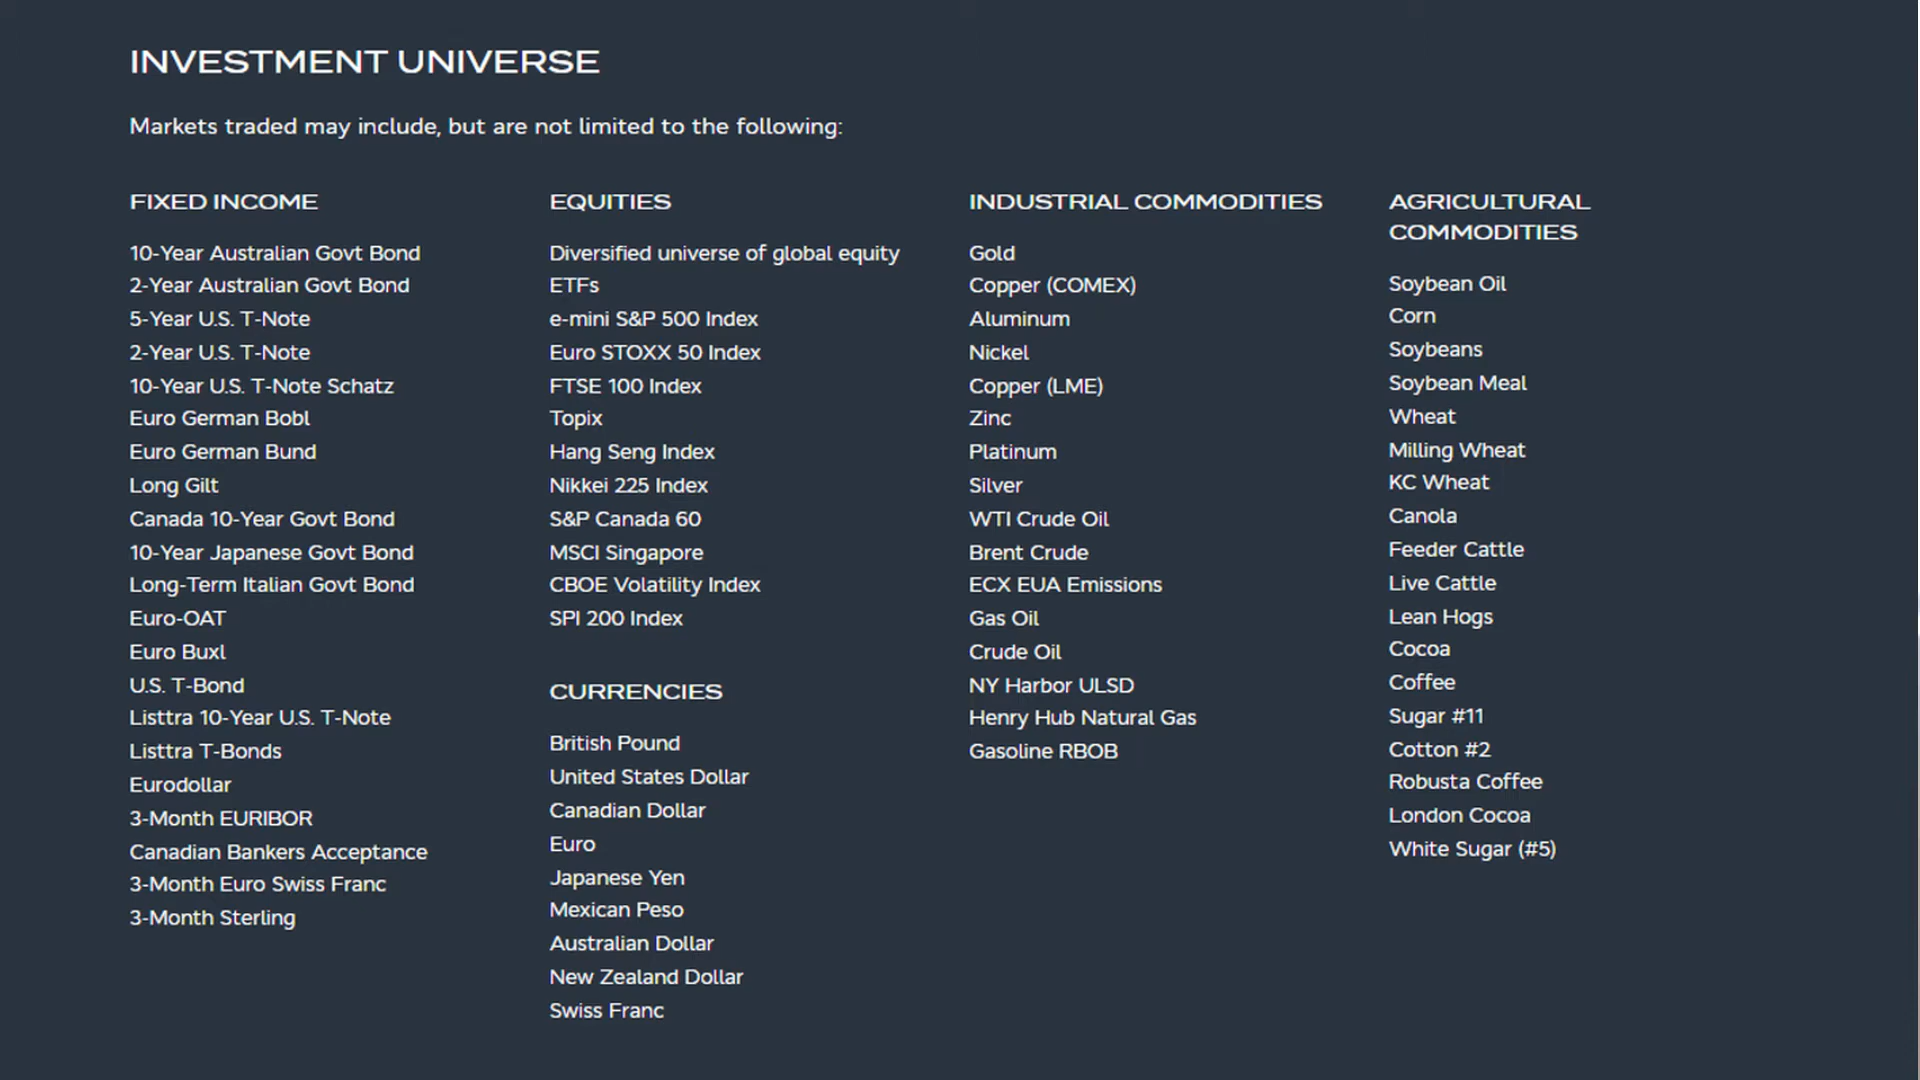 INVESTMENT UNIVERSE
Markets traded may include, but are not limited to the following:
FIXED INCOME
10-Year Australian Govt Bond
2-Year Australian Govt Bond
5-Year U.S. T-Note
2-Year U.S. T-Note
10-Year U.S. T-Note Schatz
Euro German Bobl
Euro German Bund
Long Gilt
Canada 10-Year Govt Bond
10-Year Japanese Govt Bond
Long-Term Italian Govt Bond
Euro-OAT
Euro Buxl
U.S. T-Bond
Listtra 10-Year U.S. T-Note
Listtra T-Bonds
Eurodollar
3-Month EURIBOR
Canadian Bankers Acceptance
3-Month Euro Swiss Franc
3-Month Sterling
EQUITIES
Diversified universe of global equity
ETFs
e-mini S&P 500 Index
Euro STOXX 50 Index
FTSE 100 Index
Topix
Hang Seng Index
Nikkei 225 Index
S&P Canada 60
MSCI Singapore
CBOE Volatility Index
SPI 200 Index
CURRENCIES
British Pound
United States Dollar
Canadian Dollar
Euro
Japanese Yen
Mexican Peso
Australian Dollar
New Zealand Dollar
Swiss Franc
INDUSTRIAL COMMODITIES
Gold
Copper (COMEX)
Aluminum
Nickel
Copper (LME)
Zinc
Platinum
Silver
WTI Crude Oil
Brent Crude
ECX EUA Emissions
Gas Oil
Crude Oil
NY Harbor ULSD
Henry Hub Natural Gas
Gasoline RBOB
AGRICULTURAL
COMMODITIES
Soybean Oil
Corn
Soybeans
Soybean Meal
Wheat
Milling Wheat
KC Wheat
Canola
Feeder Cattle
Live Cattle
Lean Hogs
Cocoa
Coffee
Sugar #11
Cotton #2
Robusta Coffee
London Cocoa
White Sugar (#5)